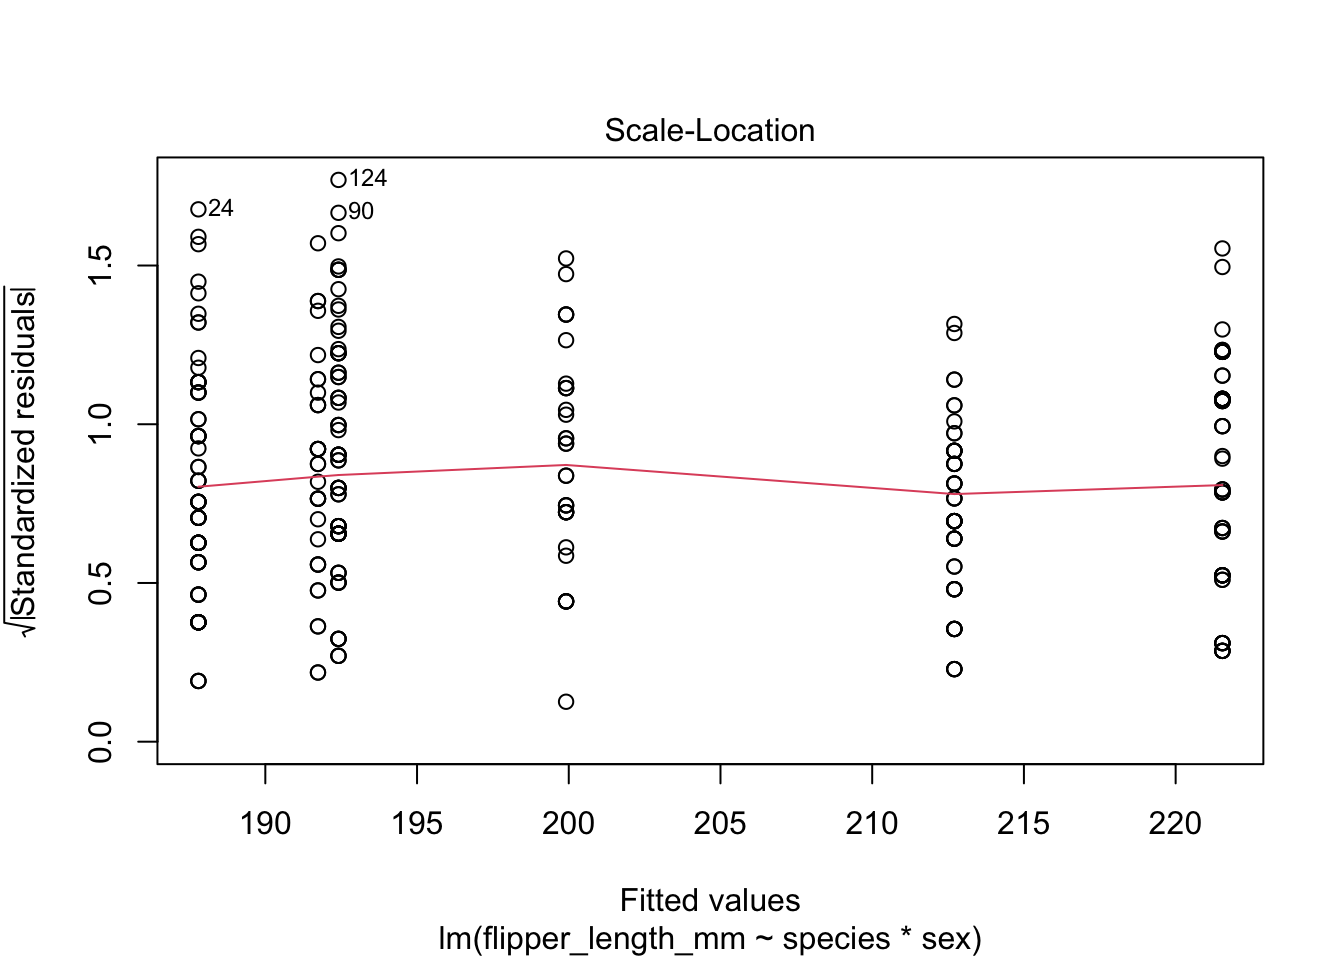 Scale-Location
√|Standardized residuals|
1.5
1.0
0.5
0.0
124
24
90
190 195 200 205 210 215 220
Fitted values
lm(flipper_length_mm ~ species * sex)